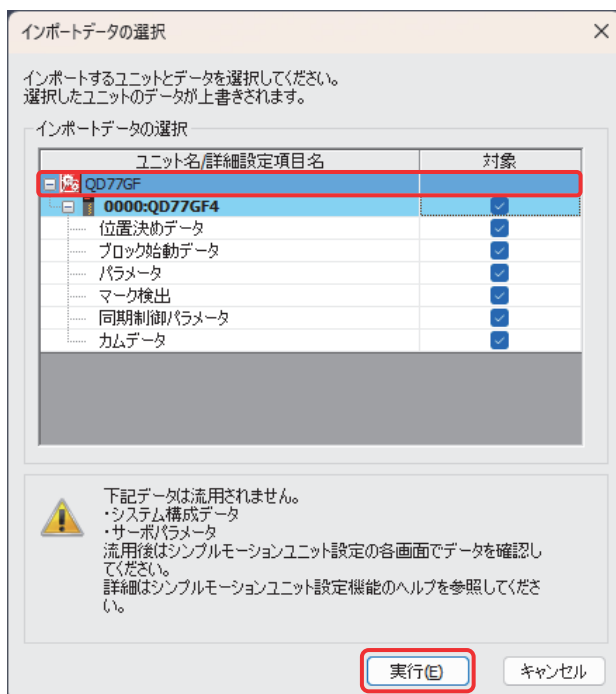 インポートデータの選択
インポートするユニットとデータを選択してください。
選択したユニットのデータが上書きされます。
インポートデータの選択
ユニット名/詳細設定項目名 対象
QD77GF
0000:QD77GF4
位置決めデータ
ブロック始動データ
パラメータ
マーク検出
同期制御パラメータ
カムデータ
下記データは流用されません。
・システム構成データ
・サーボパラメータ
流用後はシンプルモーションユニット設定の各画面でデータを確認し
てください。
詳細はシンプルモーションユニット設定機能のヘルプを参照してくださ
い。
実行(E) キャンセル